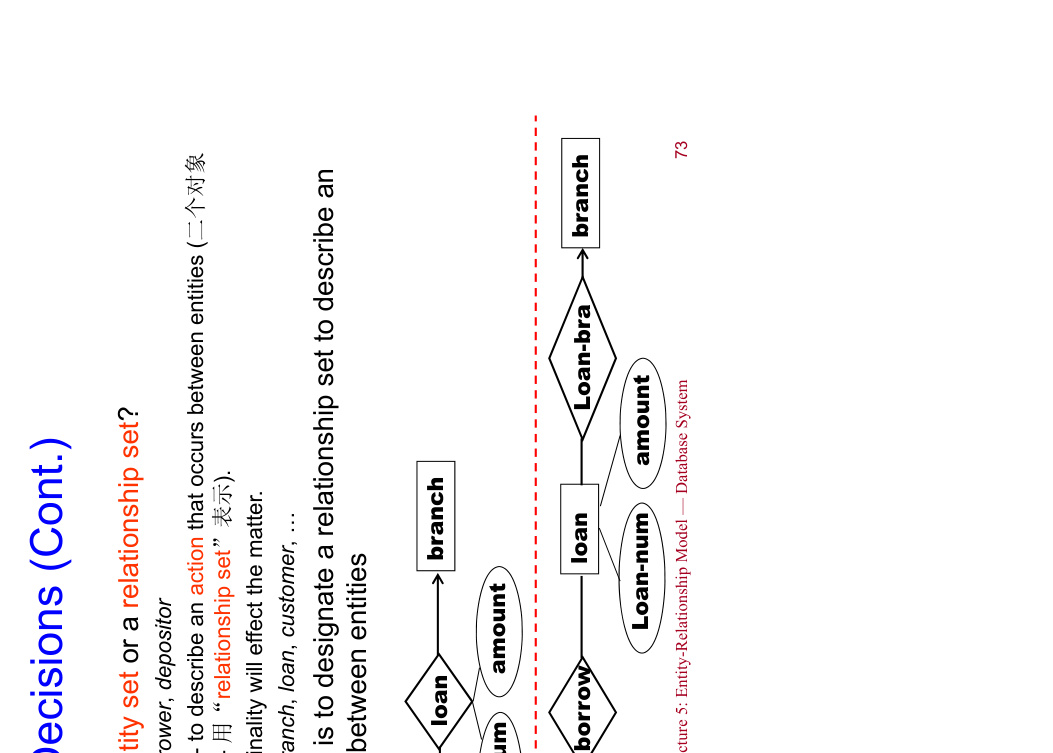 Decisions (Cont.)
tity set or a relationship set?
rower, depositor
- to describe an action that occurs between entities (二个对象
用“relationship set”表示).
inality will effect the matter.
ranch, loan, customer, …
is to designate a relationship set to describe an
between entities
loan
branch
um
amount
borrow
loan
Loan-bra
branch
Loan-num
amount
cture 5: Entity-Relationship Model — Database System
73